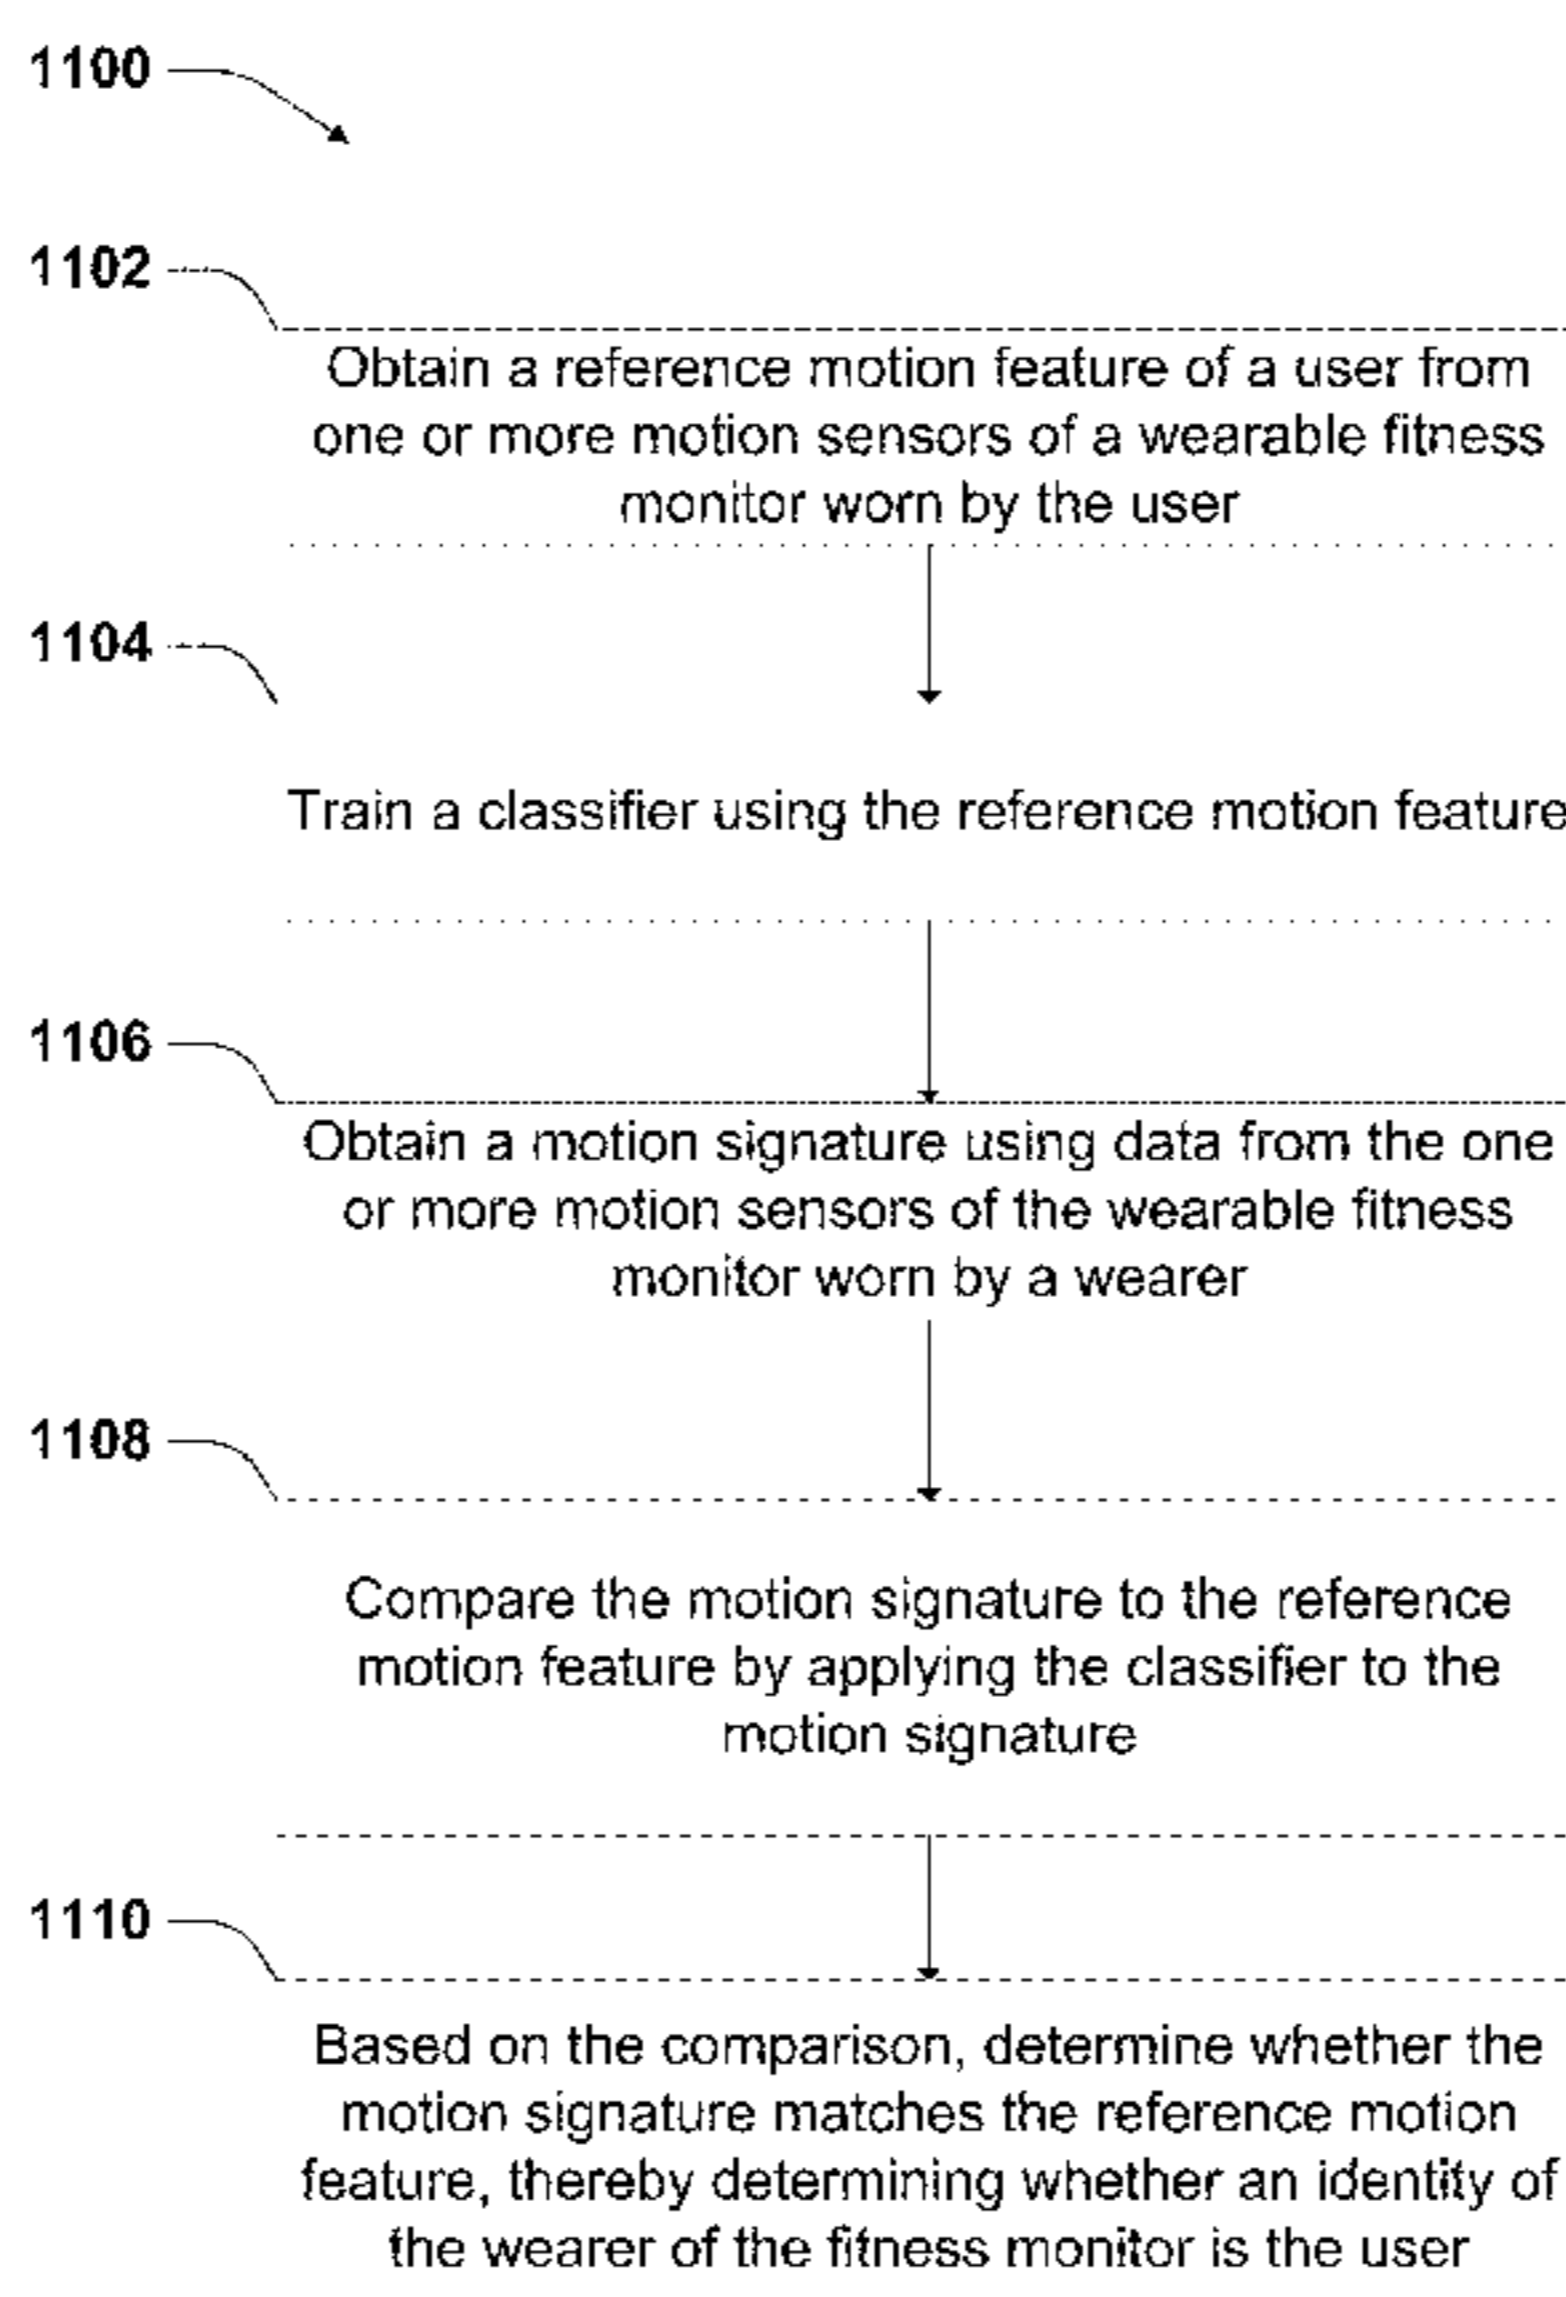 1100
1102
Obtain a reference motion feature of a user from
one or more motion sensors of a wearable fitness
monitor worn by the user
1104
Train a classifier using the reference motion feature
1106
Obtain a motion signature using data from the one
or more motion sensors of the wearable fitness
monitor worn by a wearer
1108
Compare the motion signature to the reference
motion feature by applying the classifier to the
motion signature
1110
Based on the comparison, determine whether the
motion signature matches the reference motion
feature, thereby determining whether an identity of
the wearer of the fitness monitor is the user